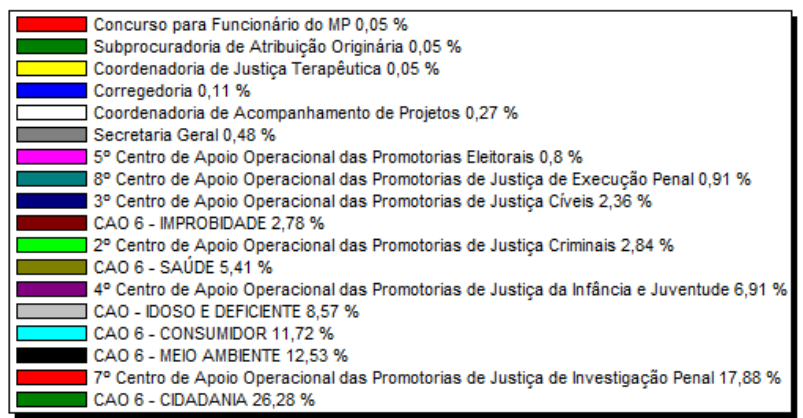 Concurso para Funcionário do MP 0,05 %
Subprocuradoria de Atribuição Originária 0,05 %
Coordenadoria de Justiça Terapêutica 0,05 %
Corregedoria 0,11 %
Coordenadoria de Acompanhamento de Projetos 0,27 %
Secretaria Geral 0,48 %
5º Centro de Apoio Operacional das Promotorias Eleitorais 0,8 %
8º Centro de Apoio Operacional das Promotorias de Justiça de Execução Penal 0,91 %
3º Centro de Apoio Operacional das Promotorias de Justiça Cíveis 2,36 %
CAO 6 - IMPROBIDADE 2,78 %
2º Centro de Apoio Operacional das Promotorias de Justiça Criminais 2,84 %
CAO 6 - SAÚDE 5,41 %
4º Centro de Apoio Operacional das Promotorias de Justiça da Infância e Juventude 6,91 %
CAO - IDOSO E DEFICIENTE 8,57 %
CAO 6 - CONSUMIDOR 11,72 %
CAO 6 - MEIO AMBIENTE 12,53 %
7º Centro de Apoio Operacional das Promotorias de Justiça de Investigação Penal 17,88 %
CAO 6 - CIDADANIA 26,28 %